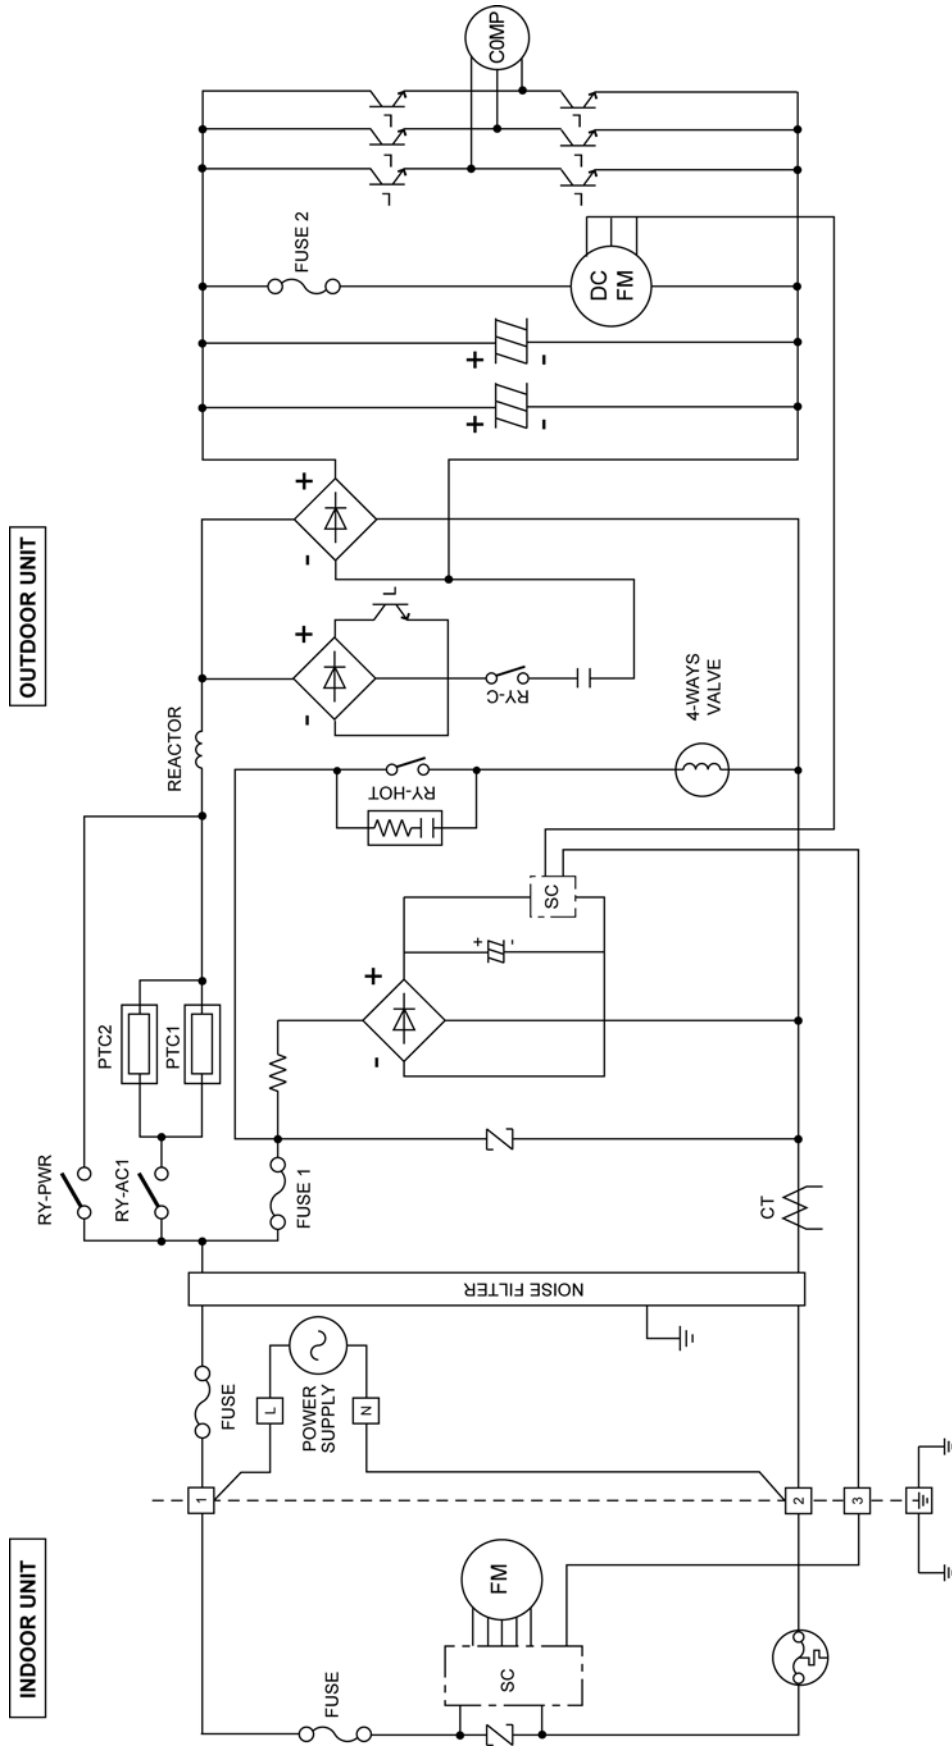 INDOOR UNIT
OUTDOOR UNIT
FUSE
SC
FM
1
2
3
FUSE
L
N
POWER
SUPPLY
NOISE FILTER
RY-PWR
RY-AC1
FUSE 1
CT
PTC2
PTC1
+
-
+
-
SC
REACTOR
RY-HOT
4-WAYS
VALVE
+
-
RY-C
+
-
+
-
+
-
FUSE 2
DC
FM
COMP